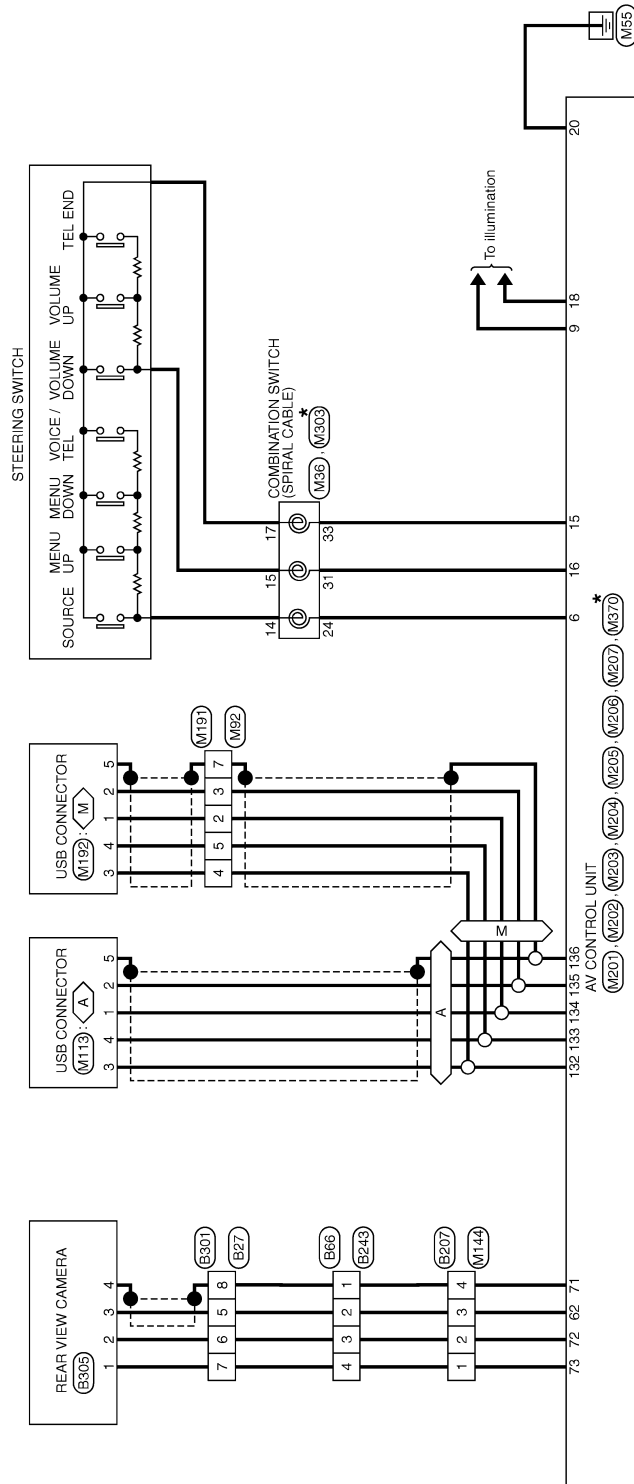 STEERING SWITCH
SOURCE
MENU UP
MENU DOWN
VOICE / TEL
VOLUME DOWN
VOLUME UP
TEL END
REAR VIEW CAMERA
B305
1 2 3 4
USB CONNECTOR
M113 : A
3 4 1 2 5
USB CONNECTOR
M192 : M
3 4 1 2 5
7 6 5 8
B301
B27
4 5 2 3 7
M191
M92
14 15 17
COMBINATION SWITCH
(SPIRAL CABLE)
M36 , M303 *
24 31 33
4 3 2 1
B66
B243
1 2 3 4
B207
M144
A
M
To illumination
73 72 62 71
132 133 134 135 136
6 16 15
9 18
20
M55
AV CONTROL UNIT
M201 , M202 , M203 , M204 , M205 , M206 , M207 , M370 *